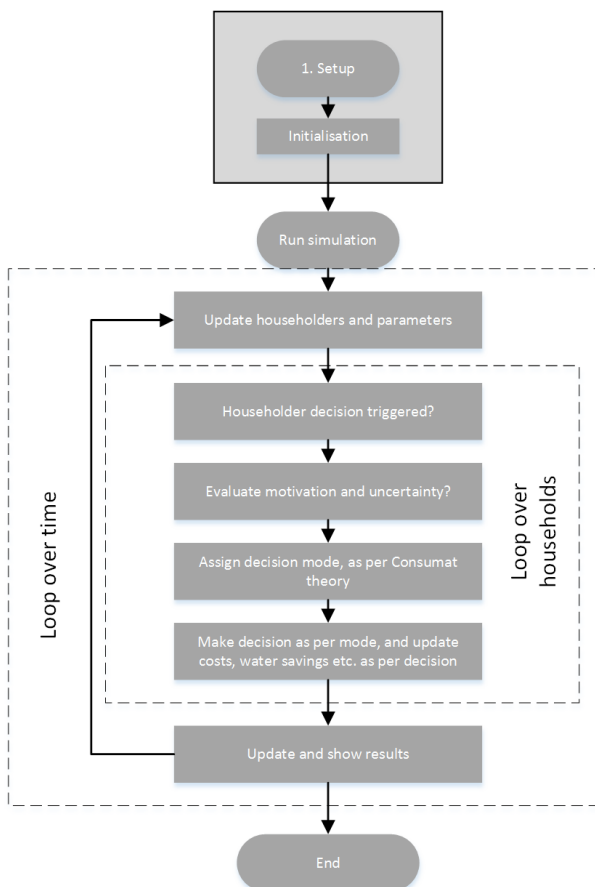 1. Setup
Initialisation
Run simulation
Update householders and parameters
Householder decision triggered?
Evaluate motivation and uncertainty?
Assign decision mode, as per Consumat
theory
Make decision as per mode, and update
costs, water savings etc. as per decision
Update and show results
End
Loop over time
Loop over
households